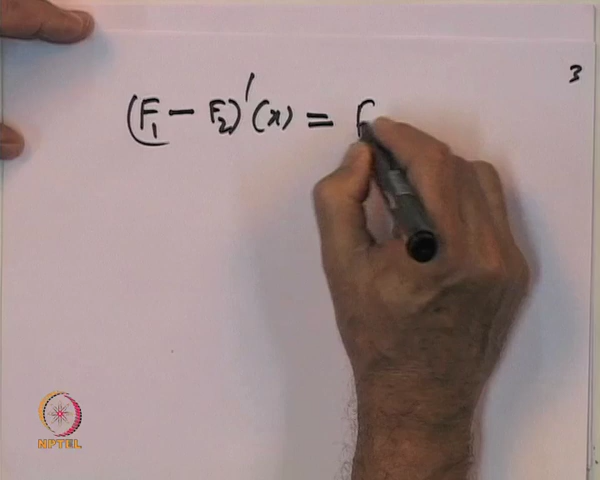 3
(F₁ − F₂)′(x) = F
NPTEL